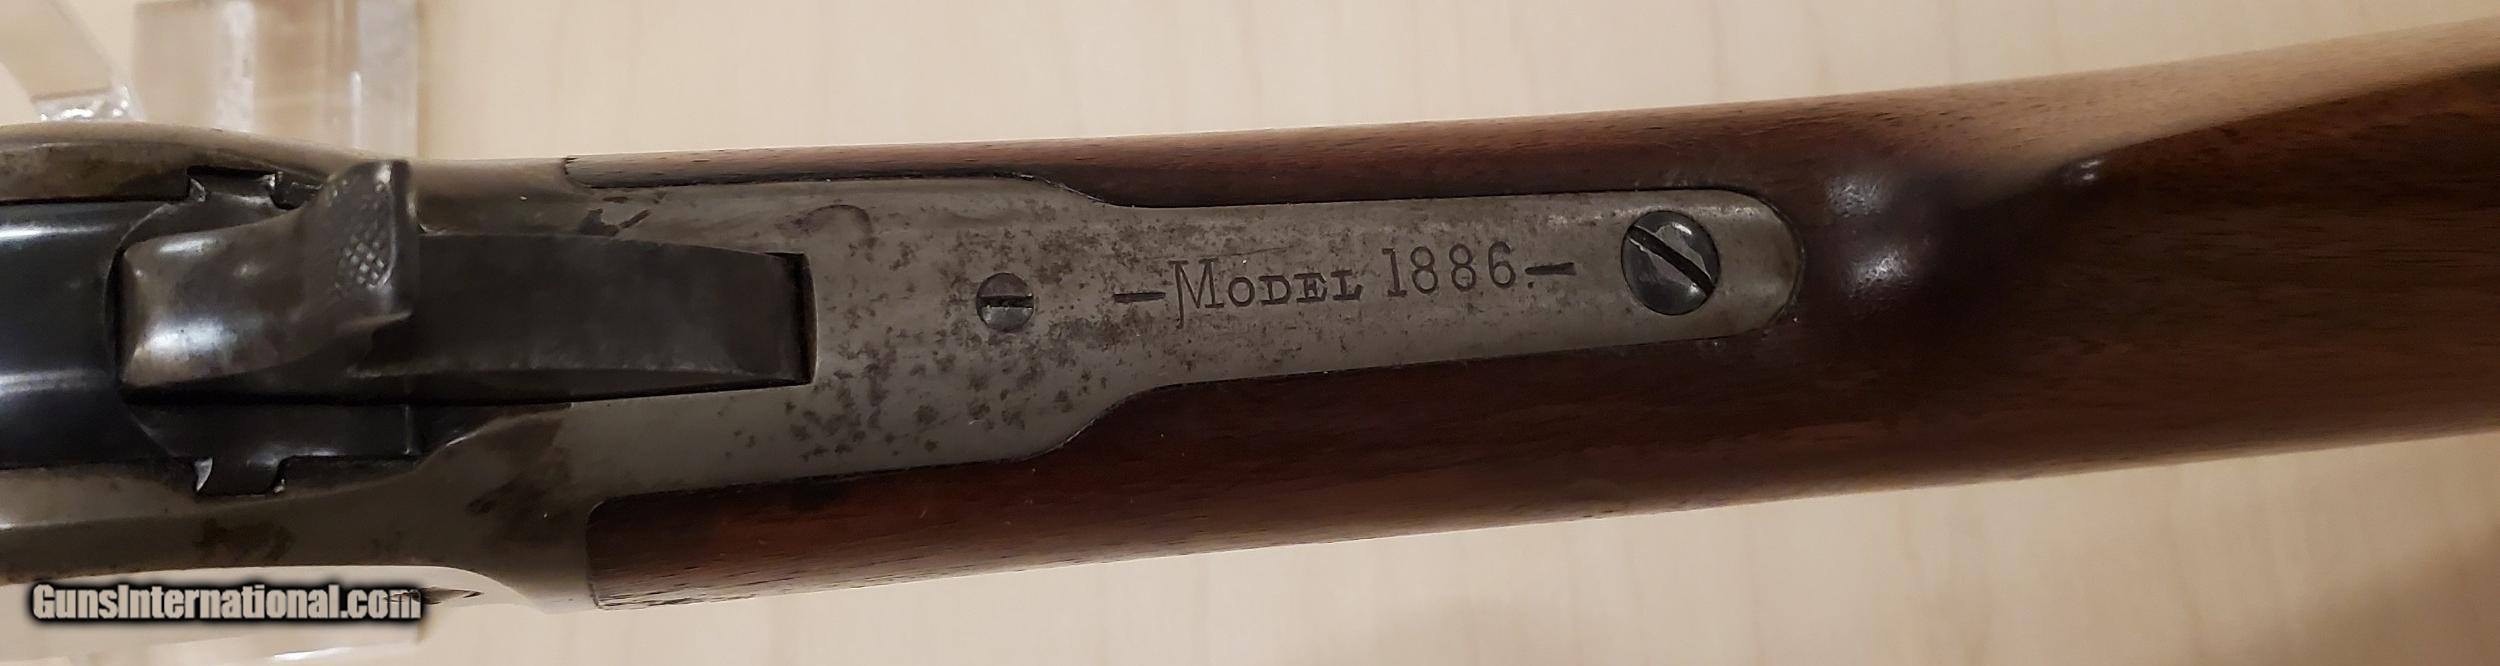 —Model 1886.—
GunsInternational.com